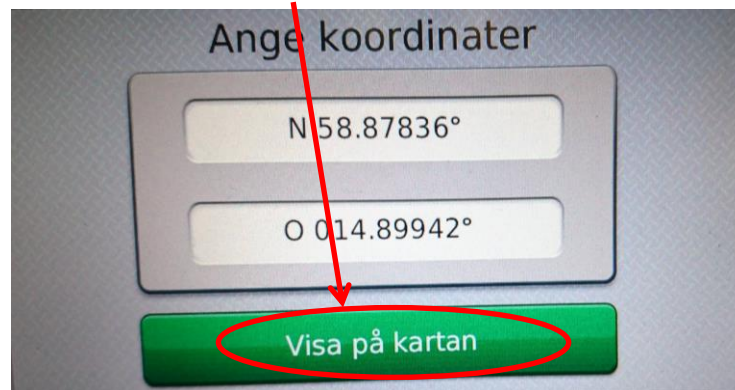 Ange koordinater
N 58.87836°
O 014.89942°
Visa på kartan